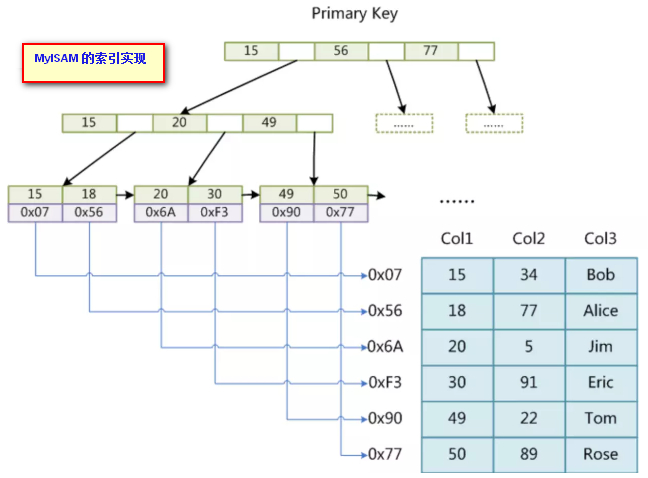 Primary Key
MyISAM 的索引实现
15 56 77
15 20 49
...... ......
15 18 20 30 49 50
0x07 0x56 0x6A 0xF3 0x90 0x77
......
Col1 Col2 Col3
0x07 15 34 Bob
0x56 18 77 Alice
0x6A 20 5 Jim
0xF3 30 91 Eric
0x90 49 22 Tom
0x77 50 89 Rose